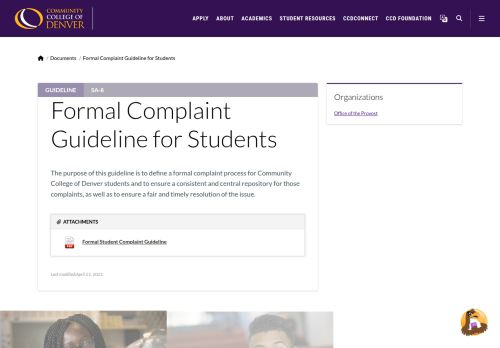 COMMUNITY
COLLEGE OF
DENVER
APPLY ABOUT ACADEMICS STUDENT RESOURCES CCDCONNECT CCD FOUNDATION
Documents / Formal Complaint Guideline for Students
GUIDELINE SA-8
Formal Complaint
Guideline for Students
The purpose of this guideline is to define a formal complaint process for Community
College of Denver students and to ensure a consistent and central repository for those
complaints, as well as to ensure a fair and timely resolution of the issue.
ATTACHMENTS
Formal Student Complaint Guideline
Last modified April 21, 2021
Organizations
Office of the Provost